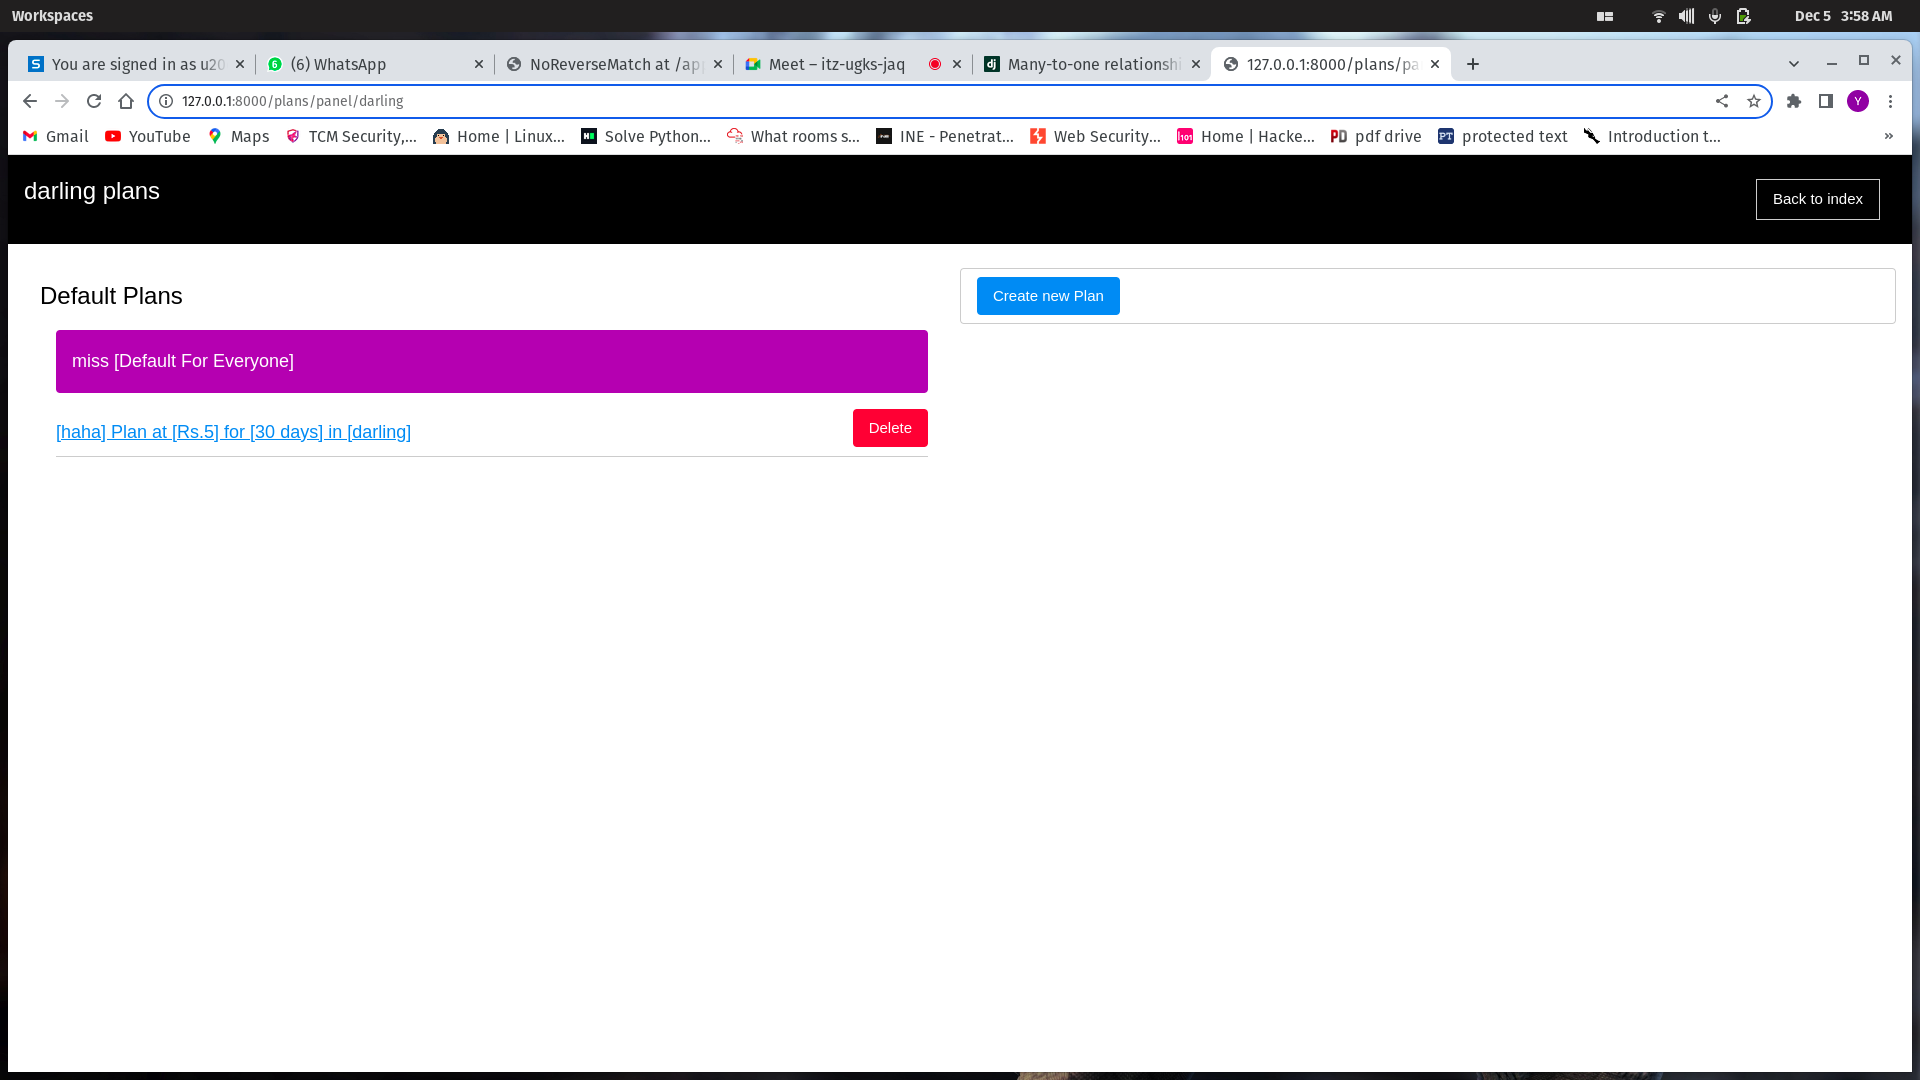 Workspaces
Dec 5 3:58 AM
You are signed in as u20
(6) WhatsApp
NoReverseMatch at /app
Meet – itz-ugks-jaq
Many-to-one relationshi
127.0.0.1:8000/plans/pa
127.0.0.1:8000/plans/panel/darling
Y
Gmail
YouTube
Maps
TCM Security,...
Home | Linux...
Solve Python...
What rooms s...
INE - Penetrat...
Web Security...
Home | Hacke...
pdf drive
protected text
Introduction t...
darling plans
Back to index
Default Plans
Create new Plan
miss [Default For Everyone]
[haha] Plan at [Rs.5] for [30 days] in [darling]
Delete